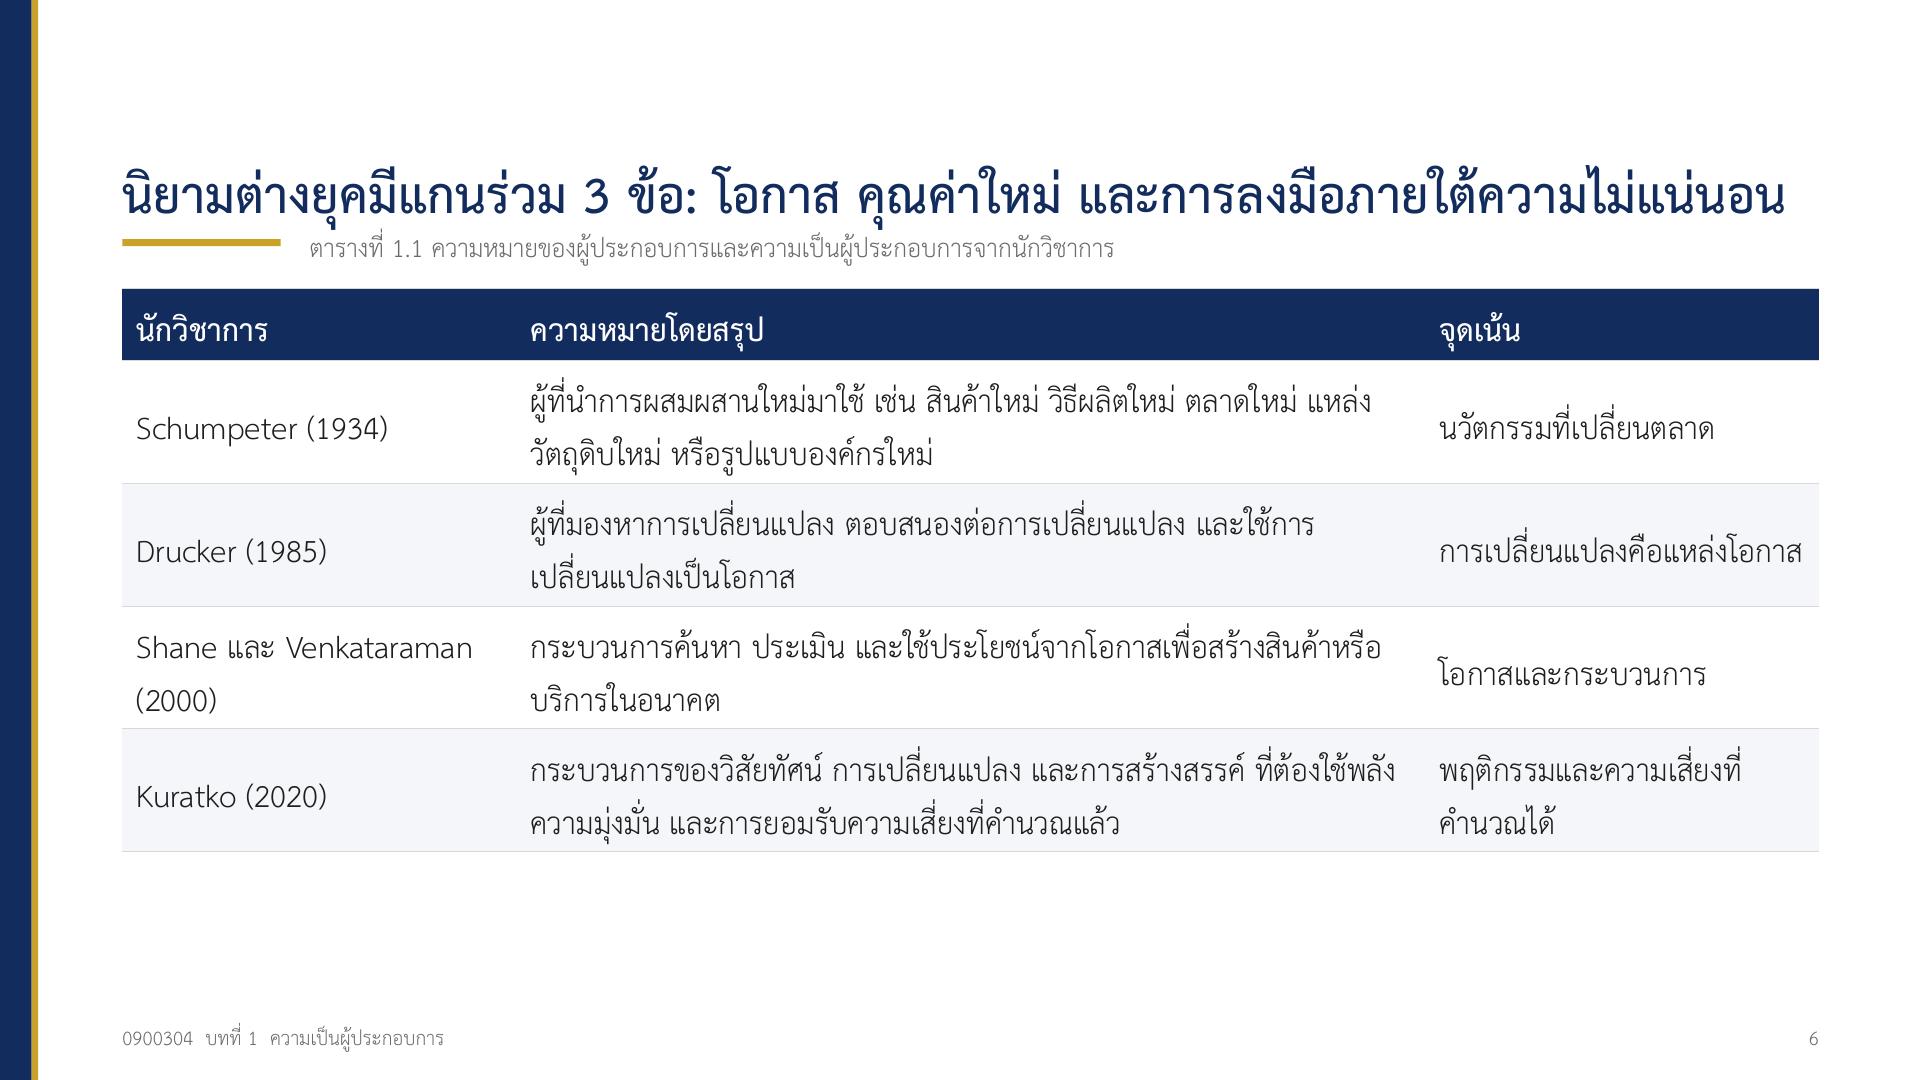 นิยามต่างยุคมีแกนร่วม 3 ข้อ: โอกาส คุณค่าใหม่ และการลงมือภายใต้ความไม่แน่นอน
ตารางที่ 1.1 ความหมายของผู้ประกอบการและความเป็นผู้ประกอบการจากนักวิชาการ
นักวิชาการ ความหมายโดยสรุป จุดเน้น
Schumpeter (1934)
ผู้ที่นำการผสมผสานใหม่มาใช้ เช่น สินค้าใหม่ วิธีผลิตใหม่ ตลาดใหม่ แหล่ง
วัตถุดิบใหม่ หรือรูปแบบองค์กรใหม่
นวัตกรรมที่เปลี่ยนตลาด
Drucker (1985)
ผู้ที่มองหาการเปลี่ยนแปลง ตอบสนองต่อการเปลี่ยนแปลง และใช้การ
เปลี่ยนแปลงเป็นโอกาส
การเปลี่ยนแปลงคือแหล่งโอกาส
Shane และ Venkataraman
(2000)
กระบวนการค้นหา ประเมิน และใช้ประโยชน์จากโอกาสเพื่อสร้างสินค้าหรือ
บริการในอนาคต
โอกาสและกระบวนการ
Kuratko (2020)
กระบวนการของวิสัยทัศน์ การเปลี่ยนแปลง และการสร้างสรรค์ ที่ต้องใช้พลัง
ความมุ่งมั่น และการยอมรับความเสี่ยงที่คำนวณแล้ว
พฤติกรรมและความเสี่ยงที่
คำนวณได้
0900304 บทที่ 1 ความเป็นผู้ประกอบการ
6